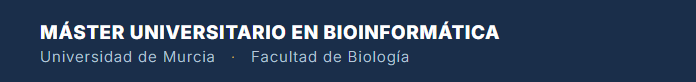 MÁSTER UNIVERSITARIO EN BIOINFORMÁTICA
Universidad de Murcia · Facultad de Biología